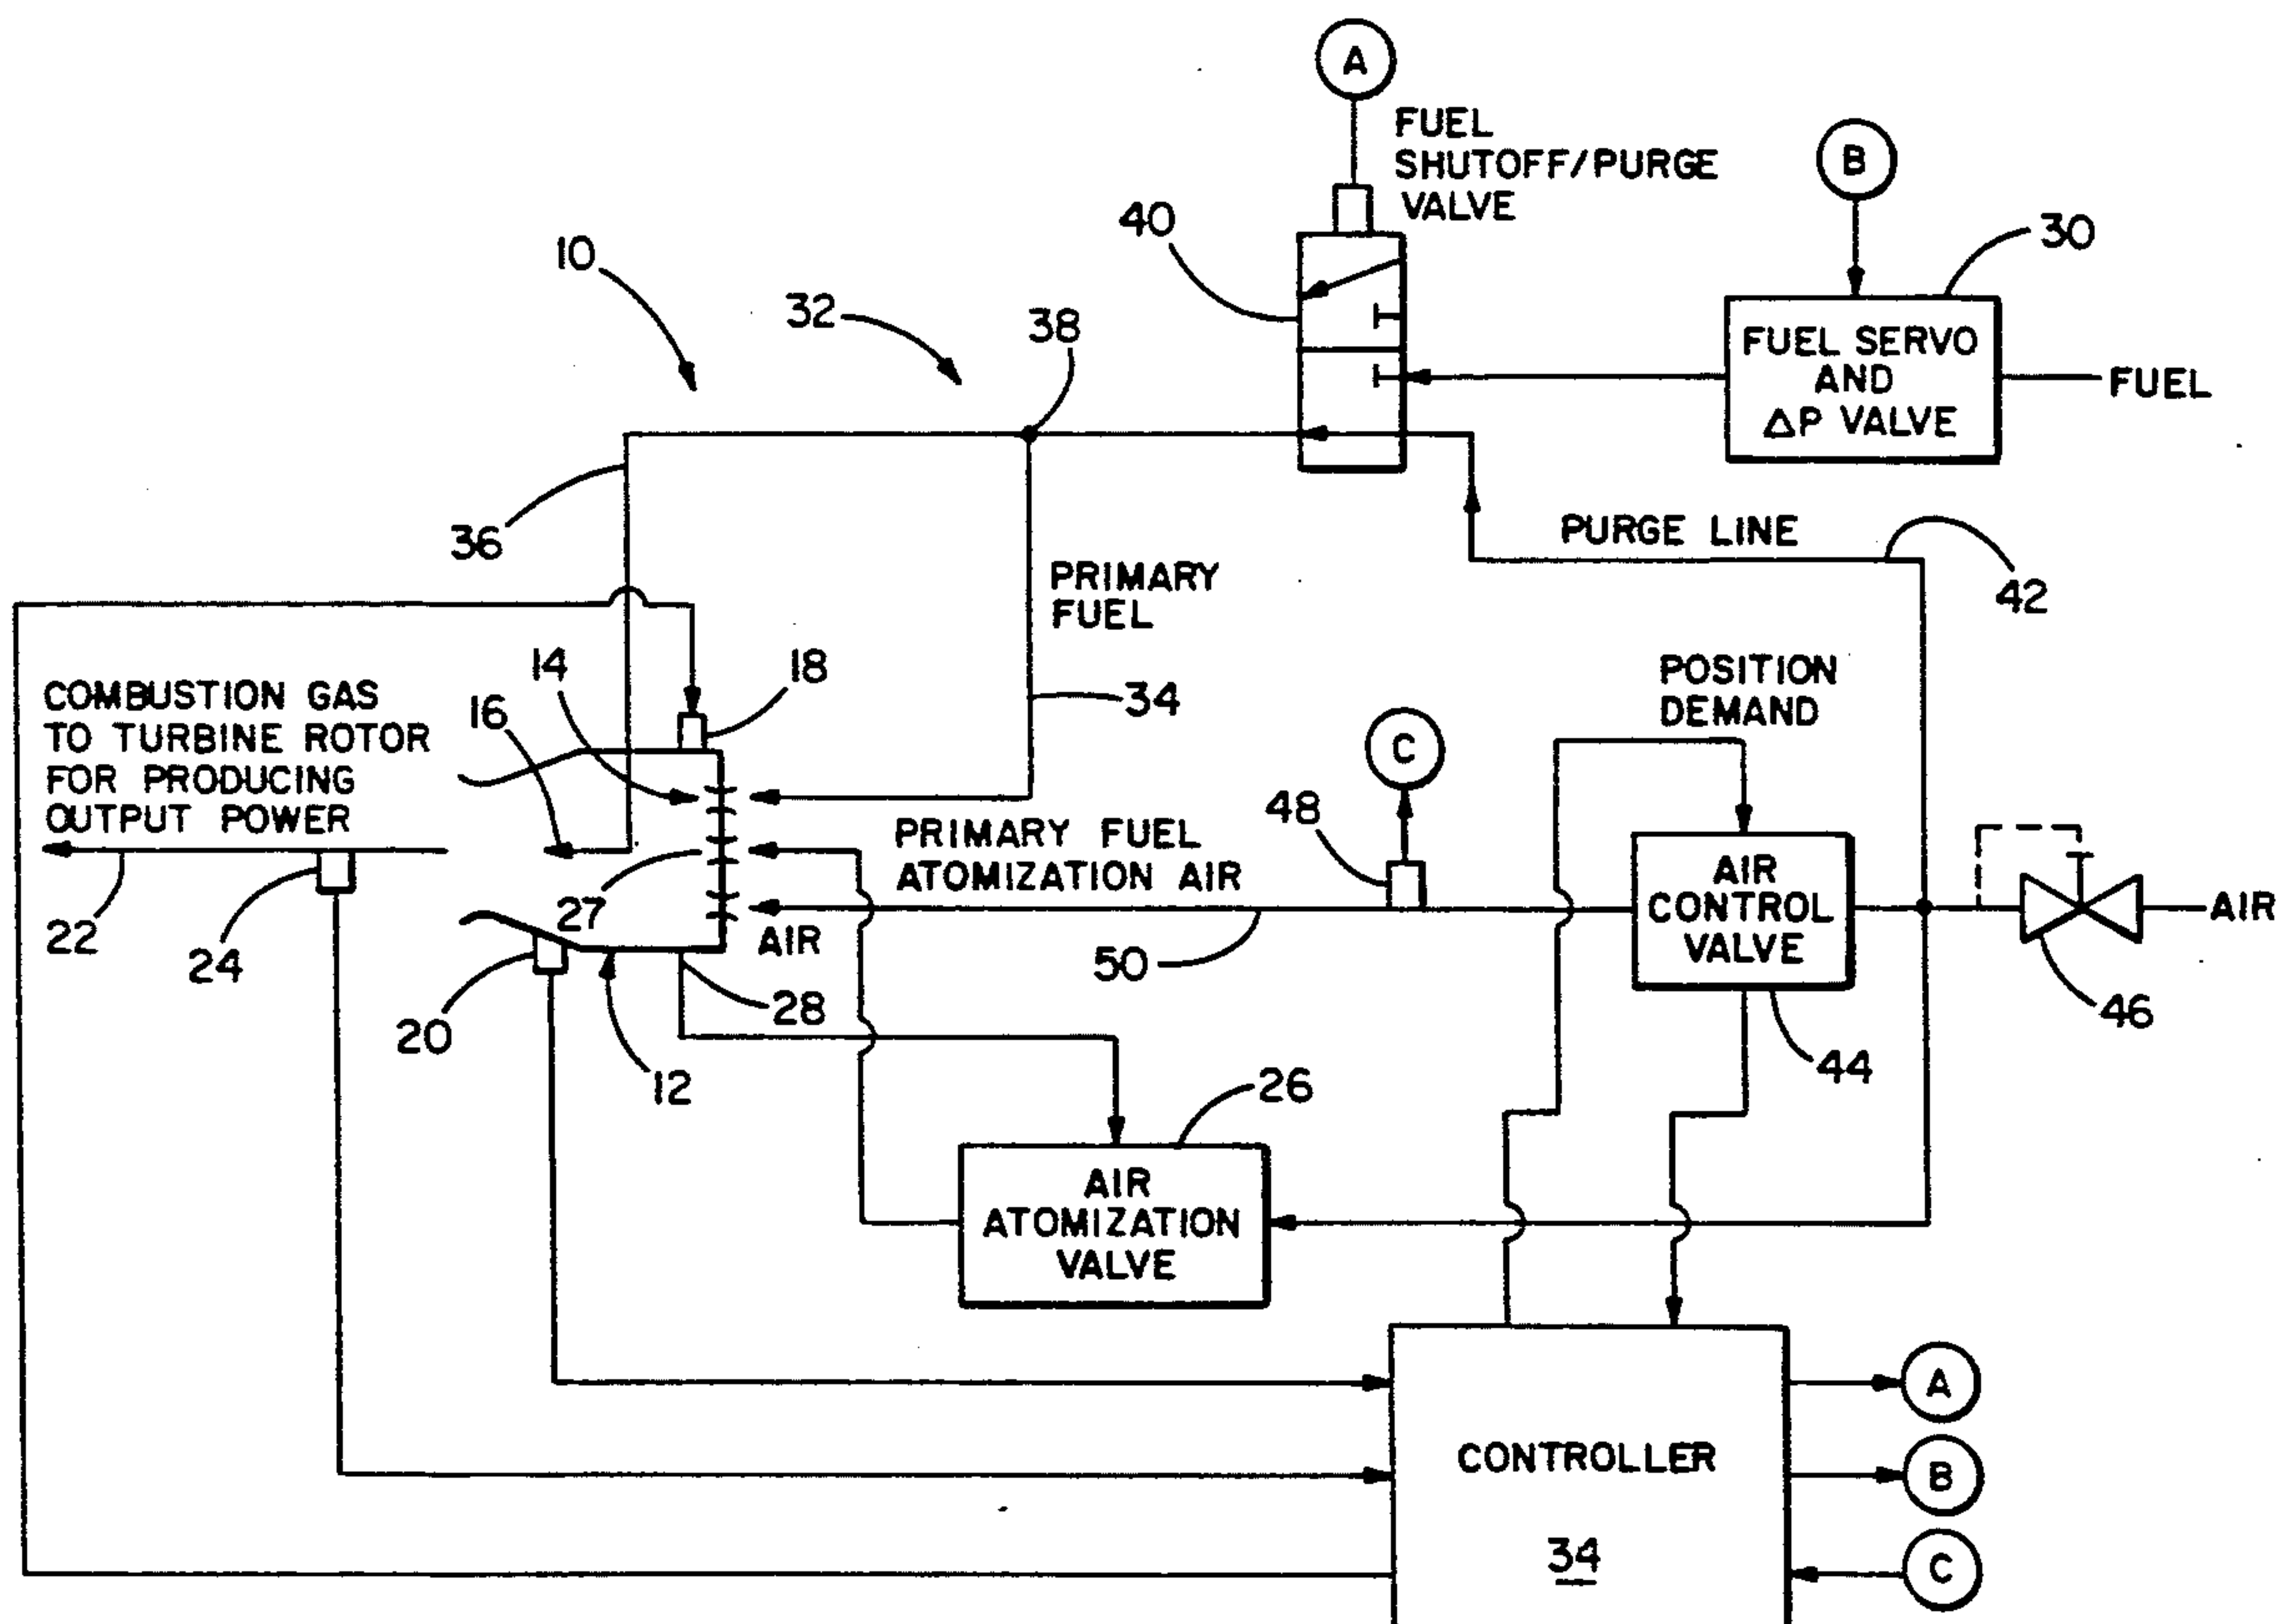 A
FUEL
SHUTOFF/PURGE
VALVE
B
40
30
10
32
38
FUEL SERVO
AND
ΔP VALVE
FUEL
36
PURGE LINE
42
PRIMARY
FUEL
14
18
34
POSITION
DEMAND
COMBUSTION GAS
TO TURBINE ROTOR
FOR PRODUCING
OUTPUT POWER
16
C
48
PRIMARY FUEL
ATOMIZATION AIR
AIR
CONTROL
VALVE
AIR
22
24
27
AIR
50
46
20
28
12
44
26
AIR
ATOMIZATION
VALVE
A
CONTROLLER
B
34
C